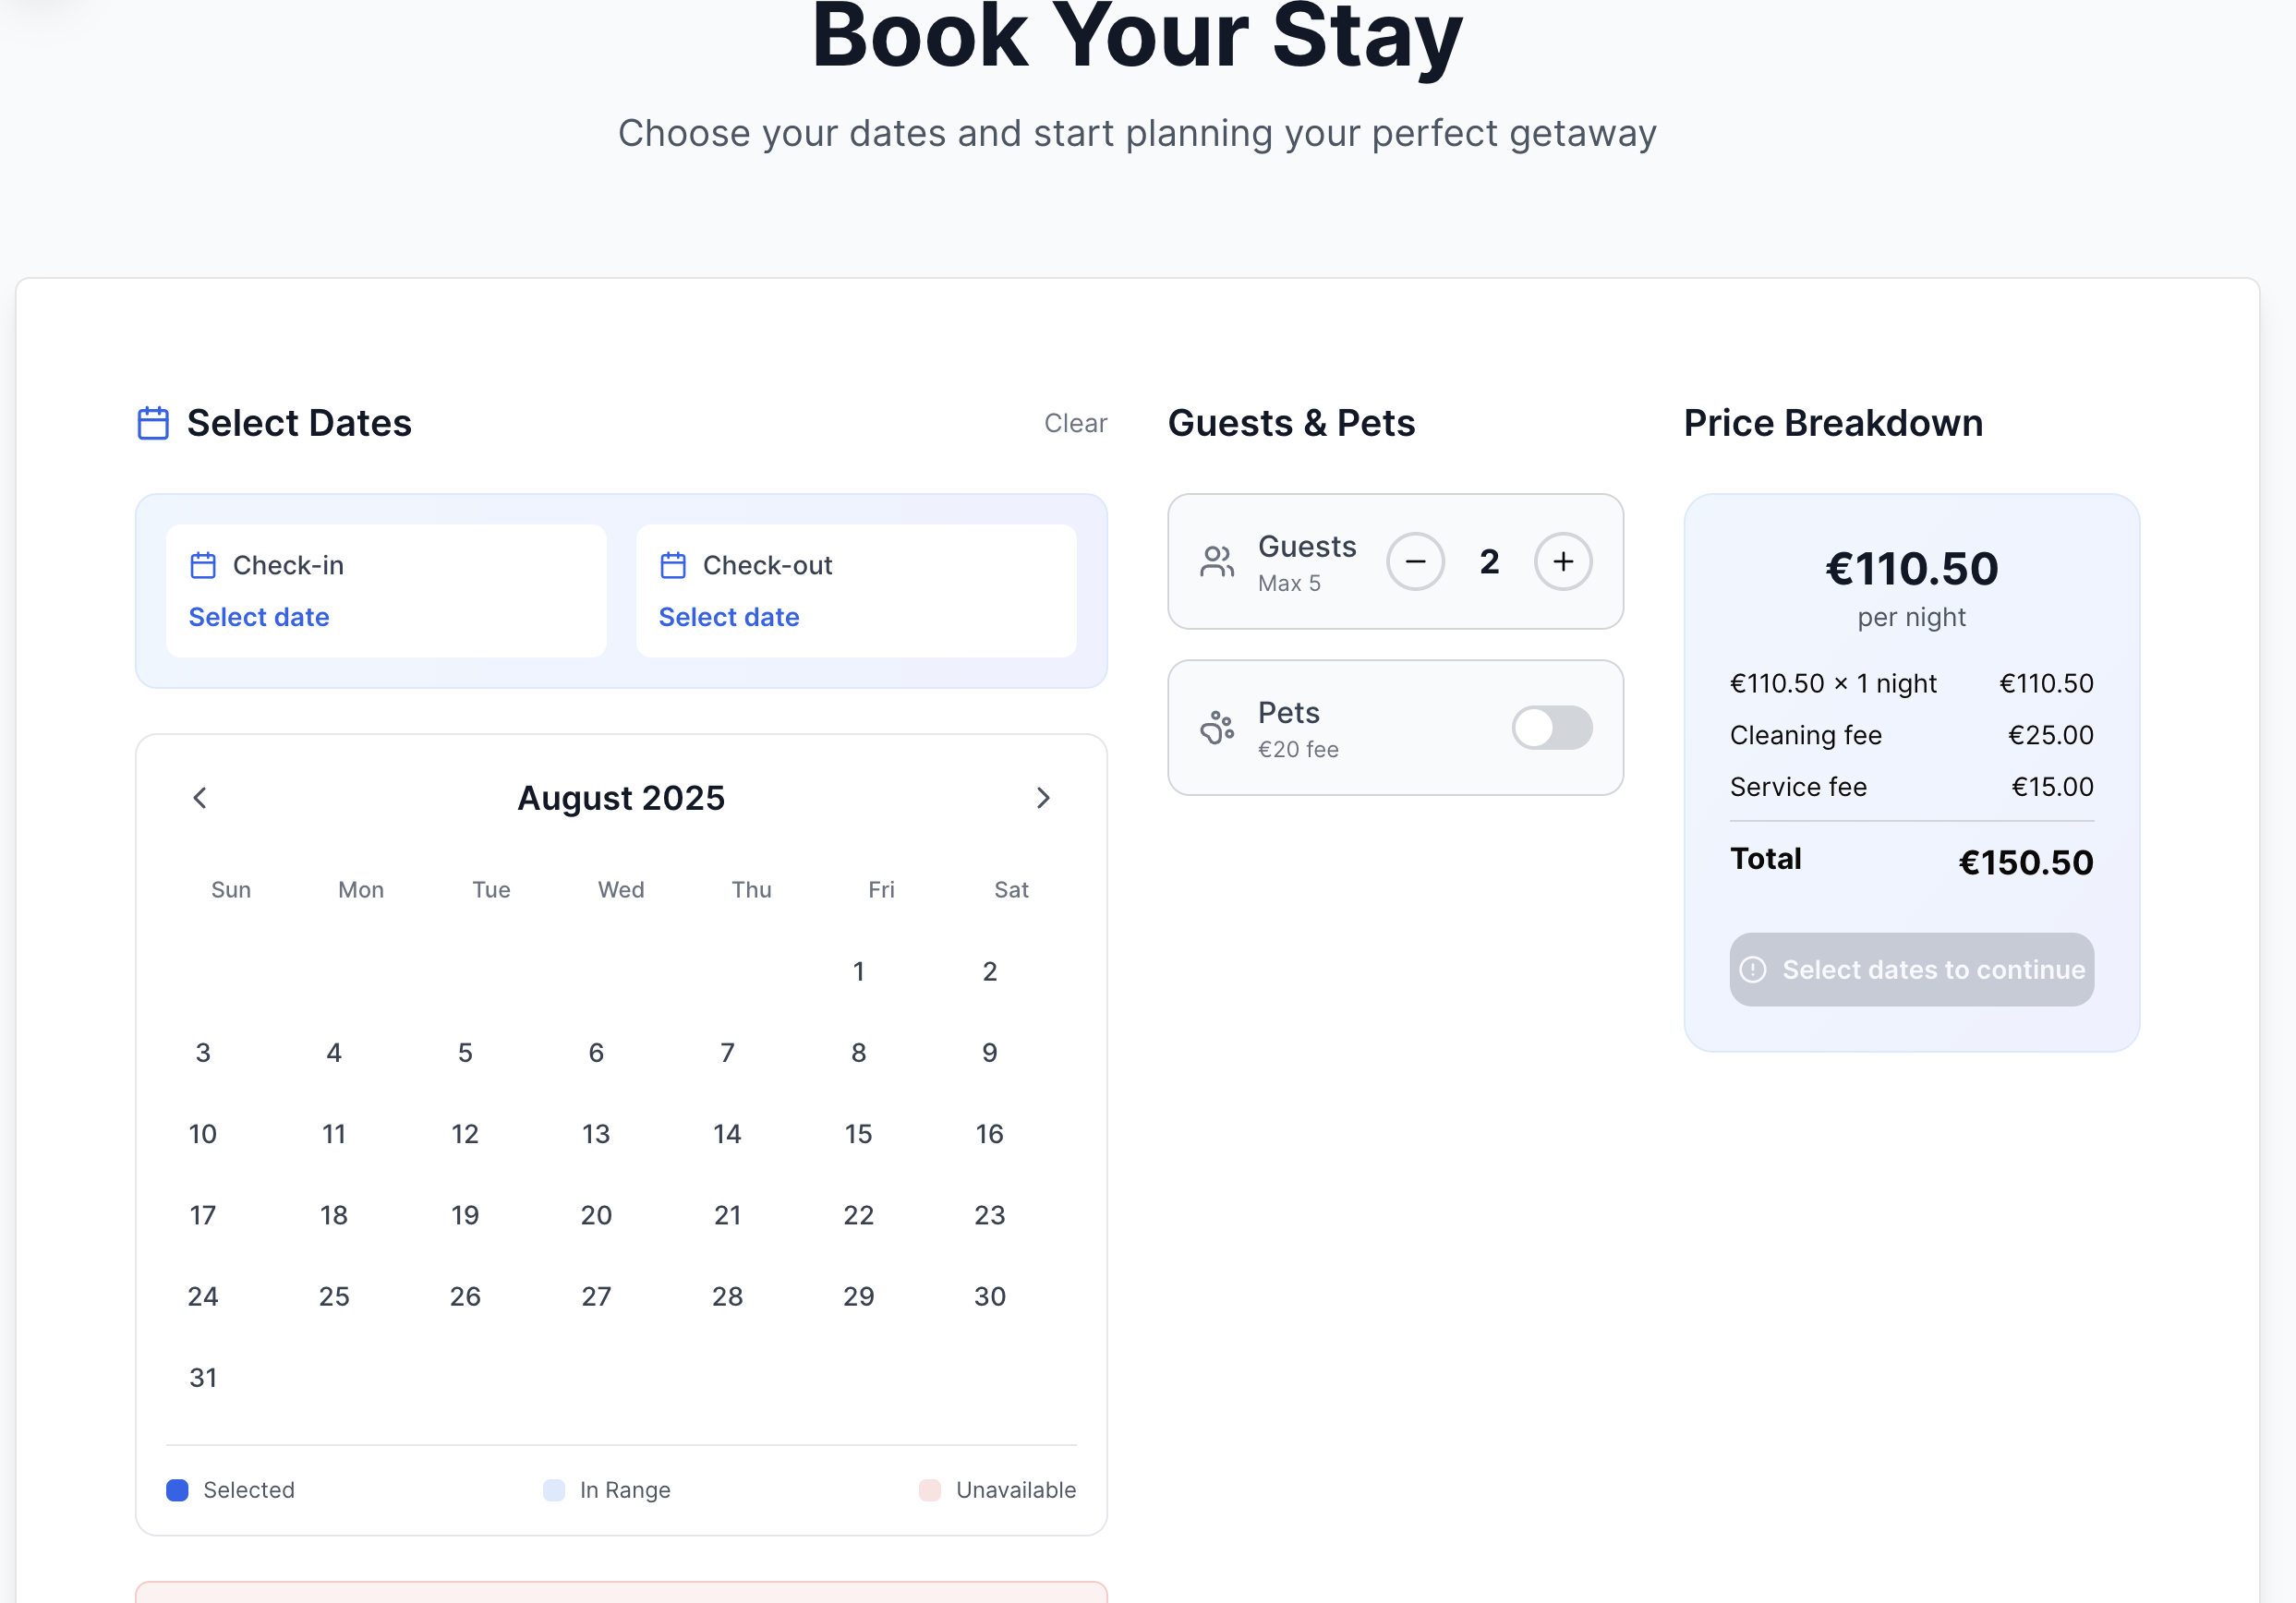 Book Your Stay
Choose your dates and start planning your perfect getaway
Select Dates
Clear
Check-in
Select date
Check-out
Select date
August 2025
Sun Mon Tue Wed Thu Fri Sat
1 2
3 4 5 6 7 8 9
10 11 12 13 14 15 16
17 18 19 20 21 22 23
24 25 26 27 28 29 30
31
Selected
In Range
Unavailable
Guests & Pets
Guests
Max 5
2
Pets
€20 fee
Price Breakdown
€110.50
per night
€110.50 × 1 night €110.50
Cleaning fee €25.00
Service fee €15.00
Total €150.50
Select dates to continue